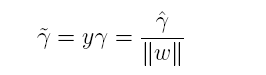 γ̃ = yγ = γ̂ / ‖w‖